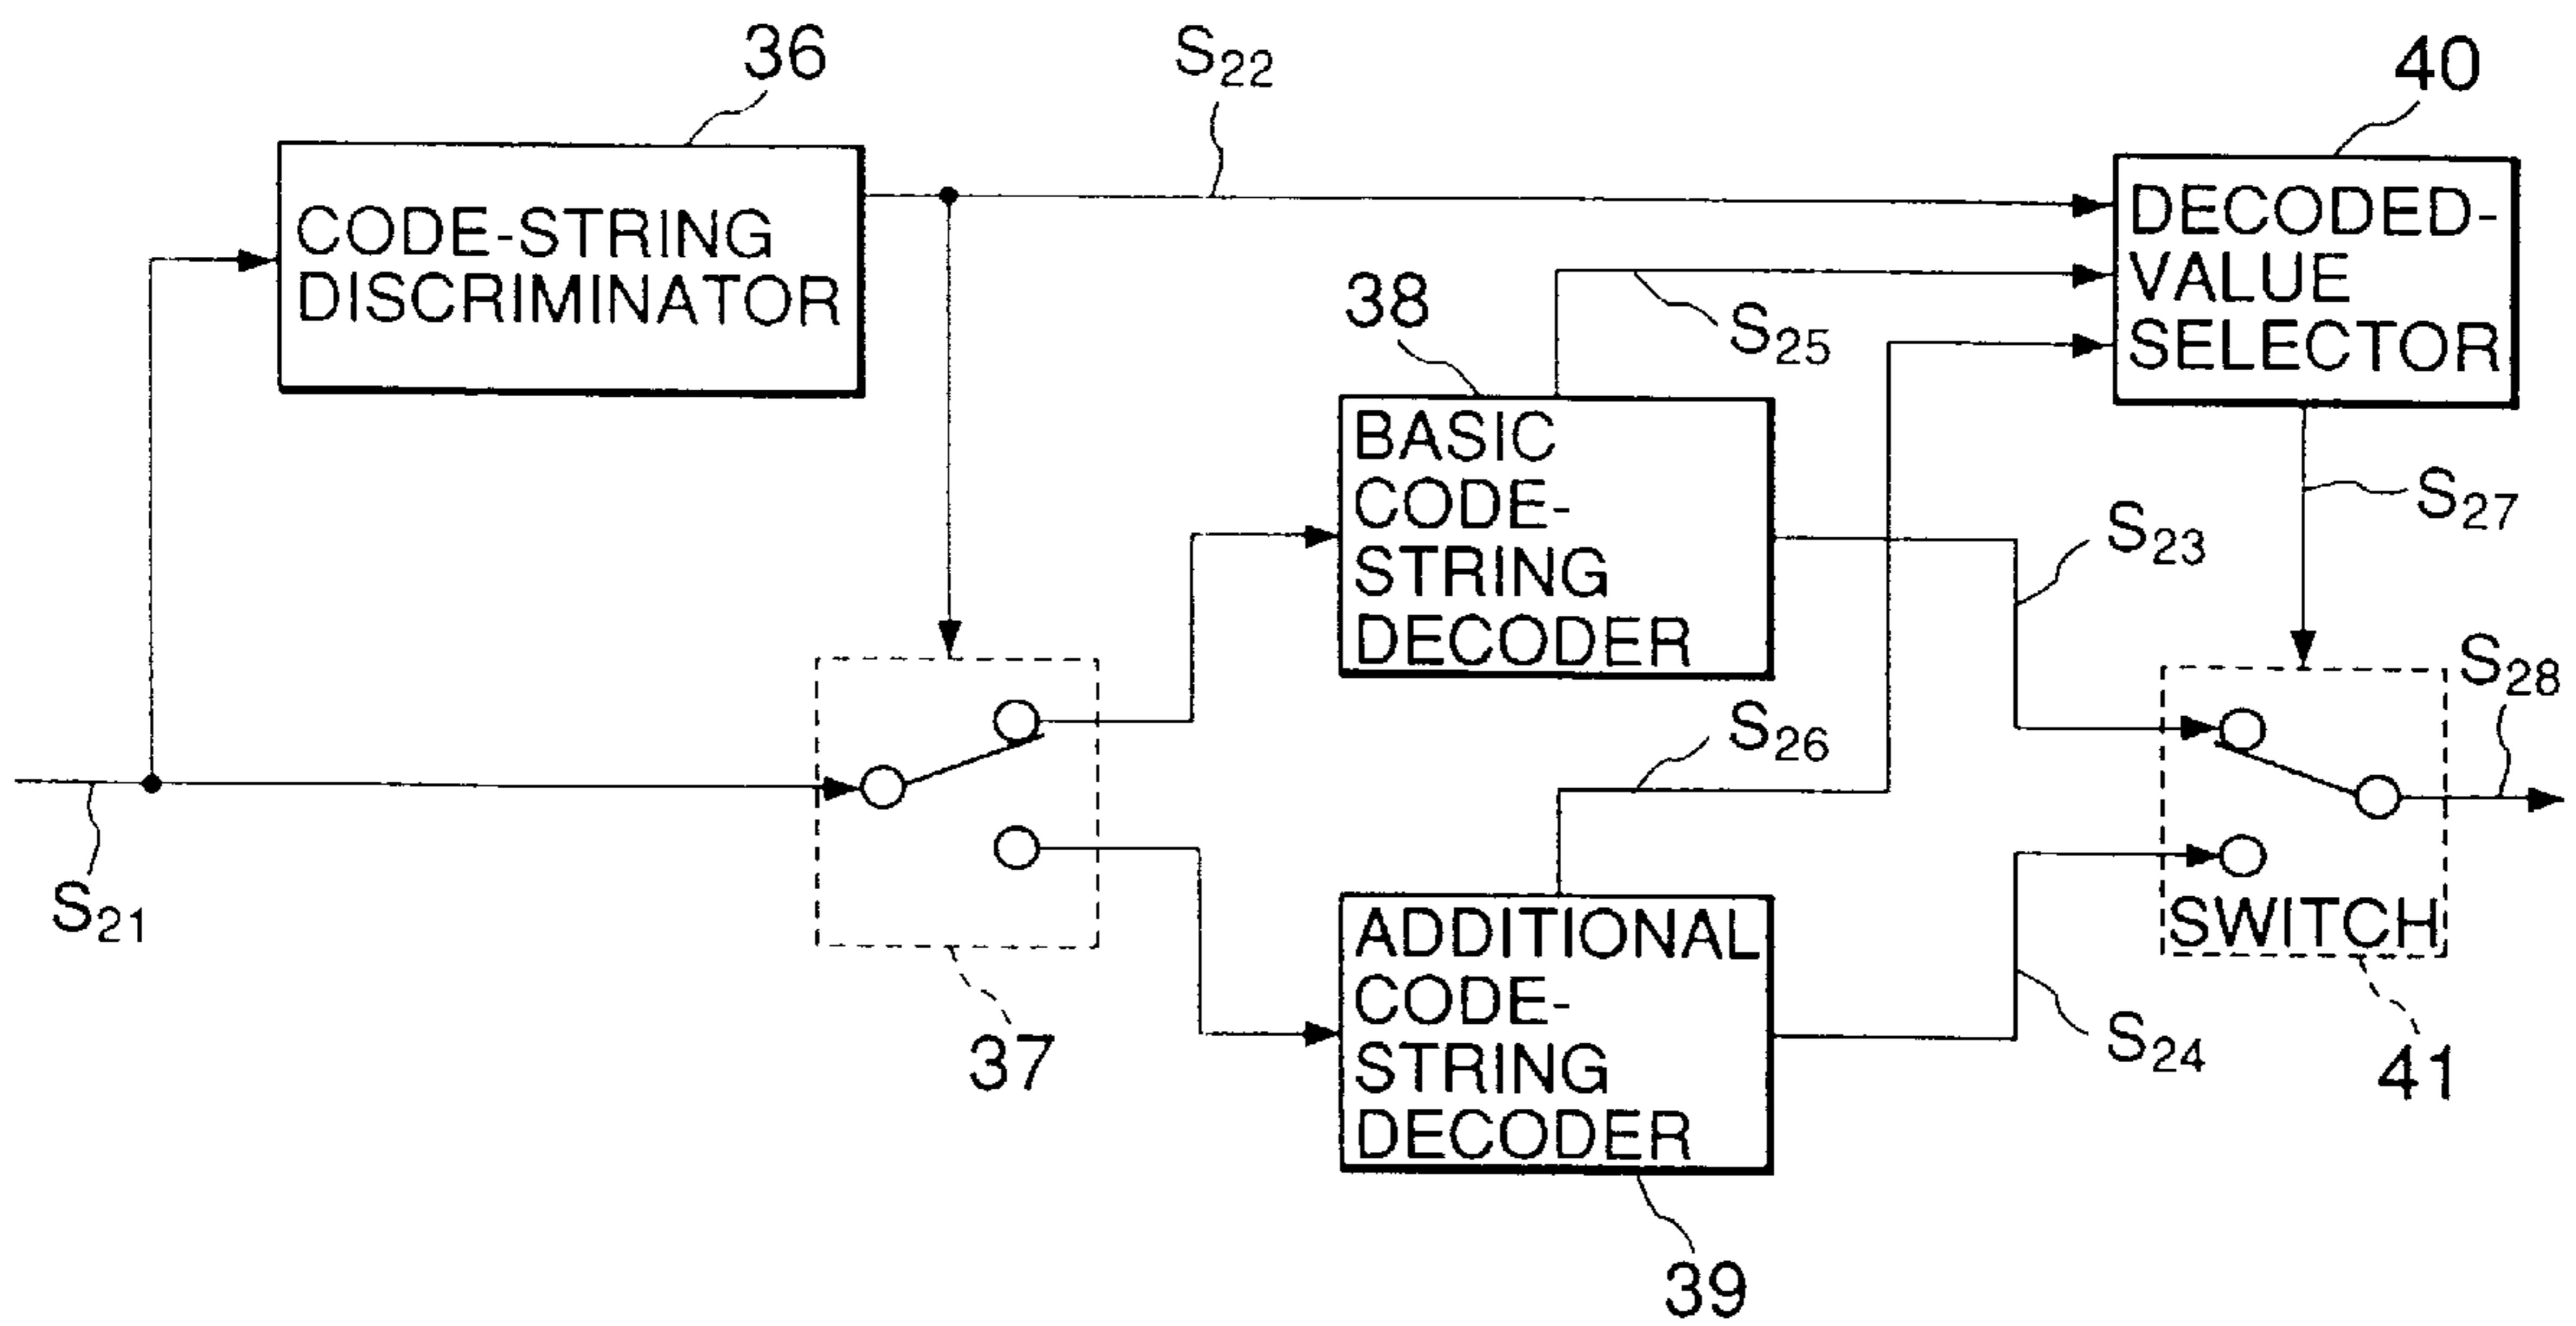 36
S22
40
CODE-STRING
DISCRIMINATOR
DECODED-
VALUE
SELECTOR
38
S25
BASIC
CODE-
STRING
DECODER
S27
S23
S28
S26
S21
SWITCH
ADDITIONAL
CODE-
STRING
DECODER
37
S24
41
39